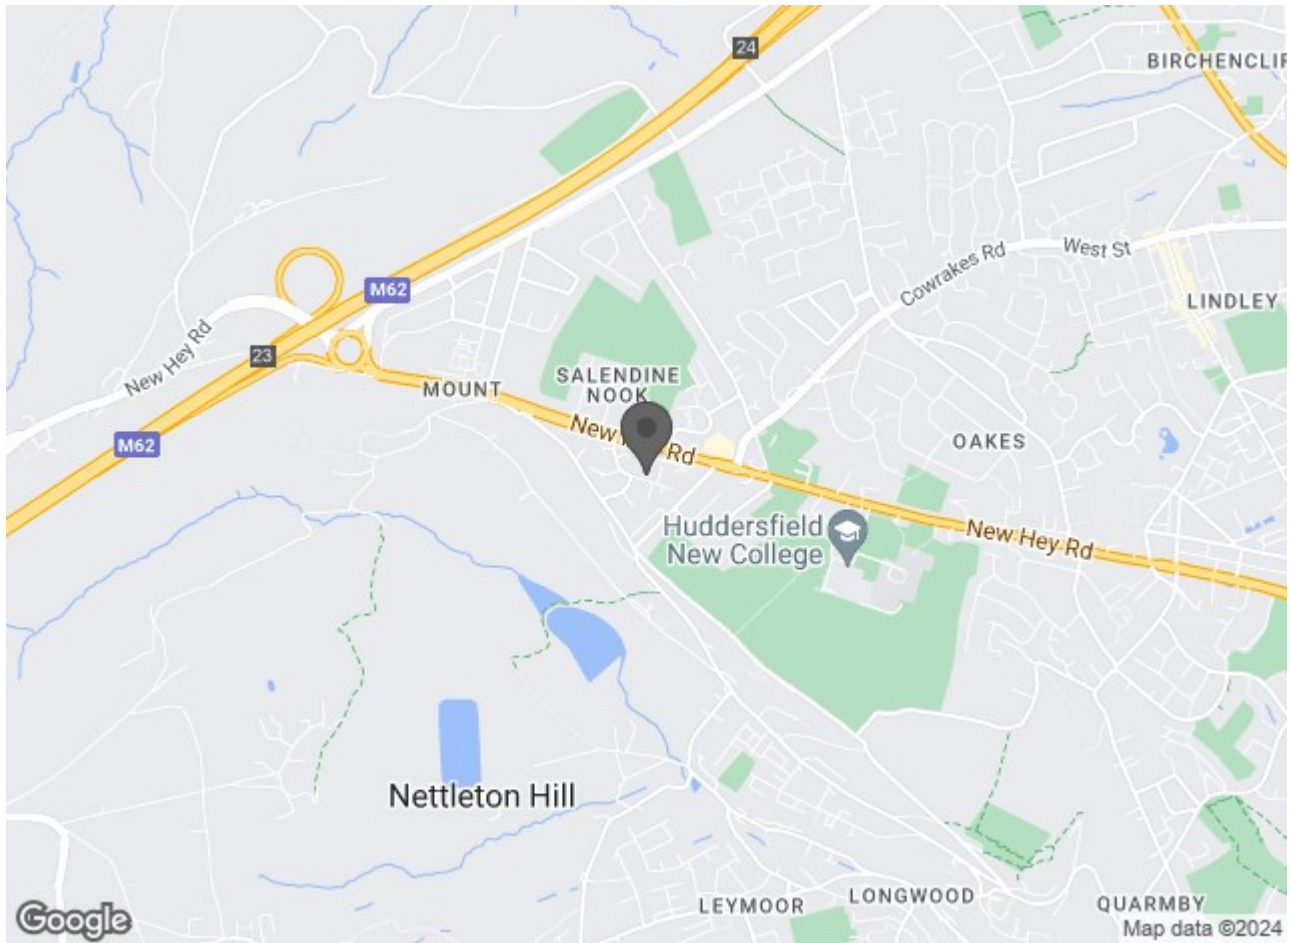 24
BIRCHENCLIF
West St
Cowrakes Rd
M62
LINDLEY
New Hey Rd
23
SALENDINE
NOOK
MOUNT
M62
New Rd
OAKES
Huddersfield
New College
New Hey Rd
Nettleton Hill
LEYMOOR
LONGWOOD
QUARMBY
Google
Map data ©2024